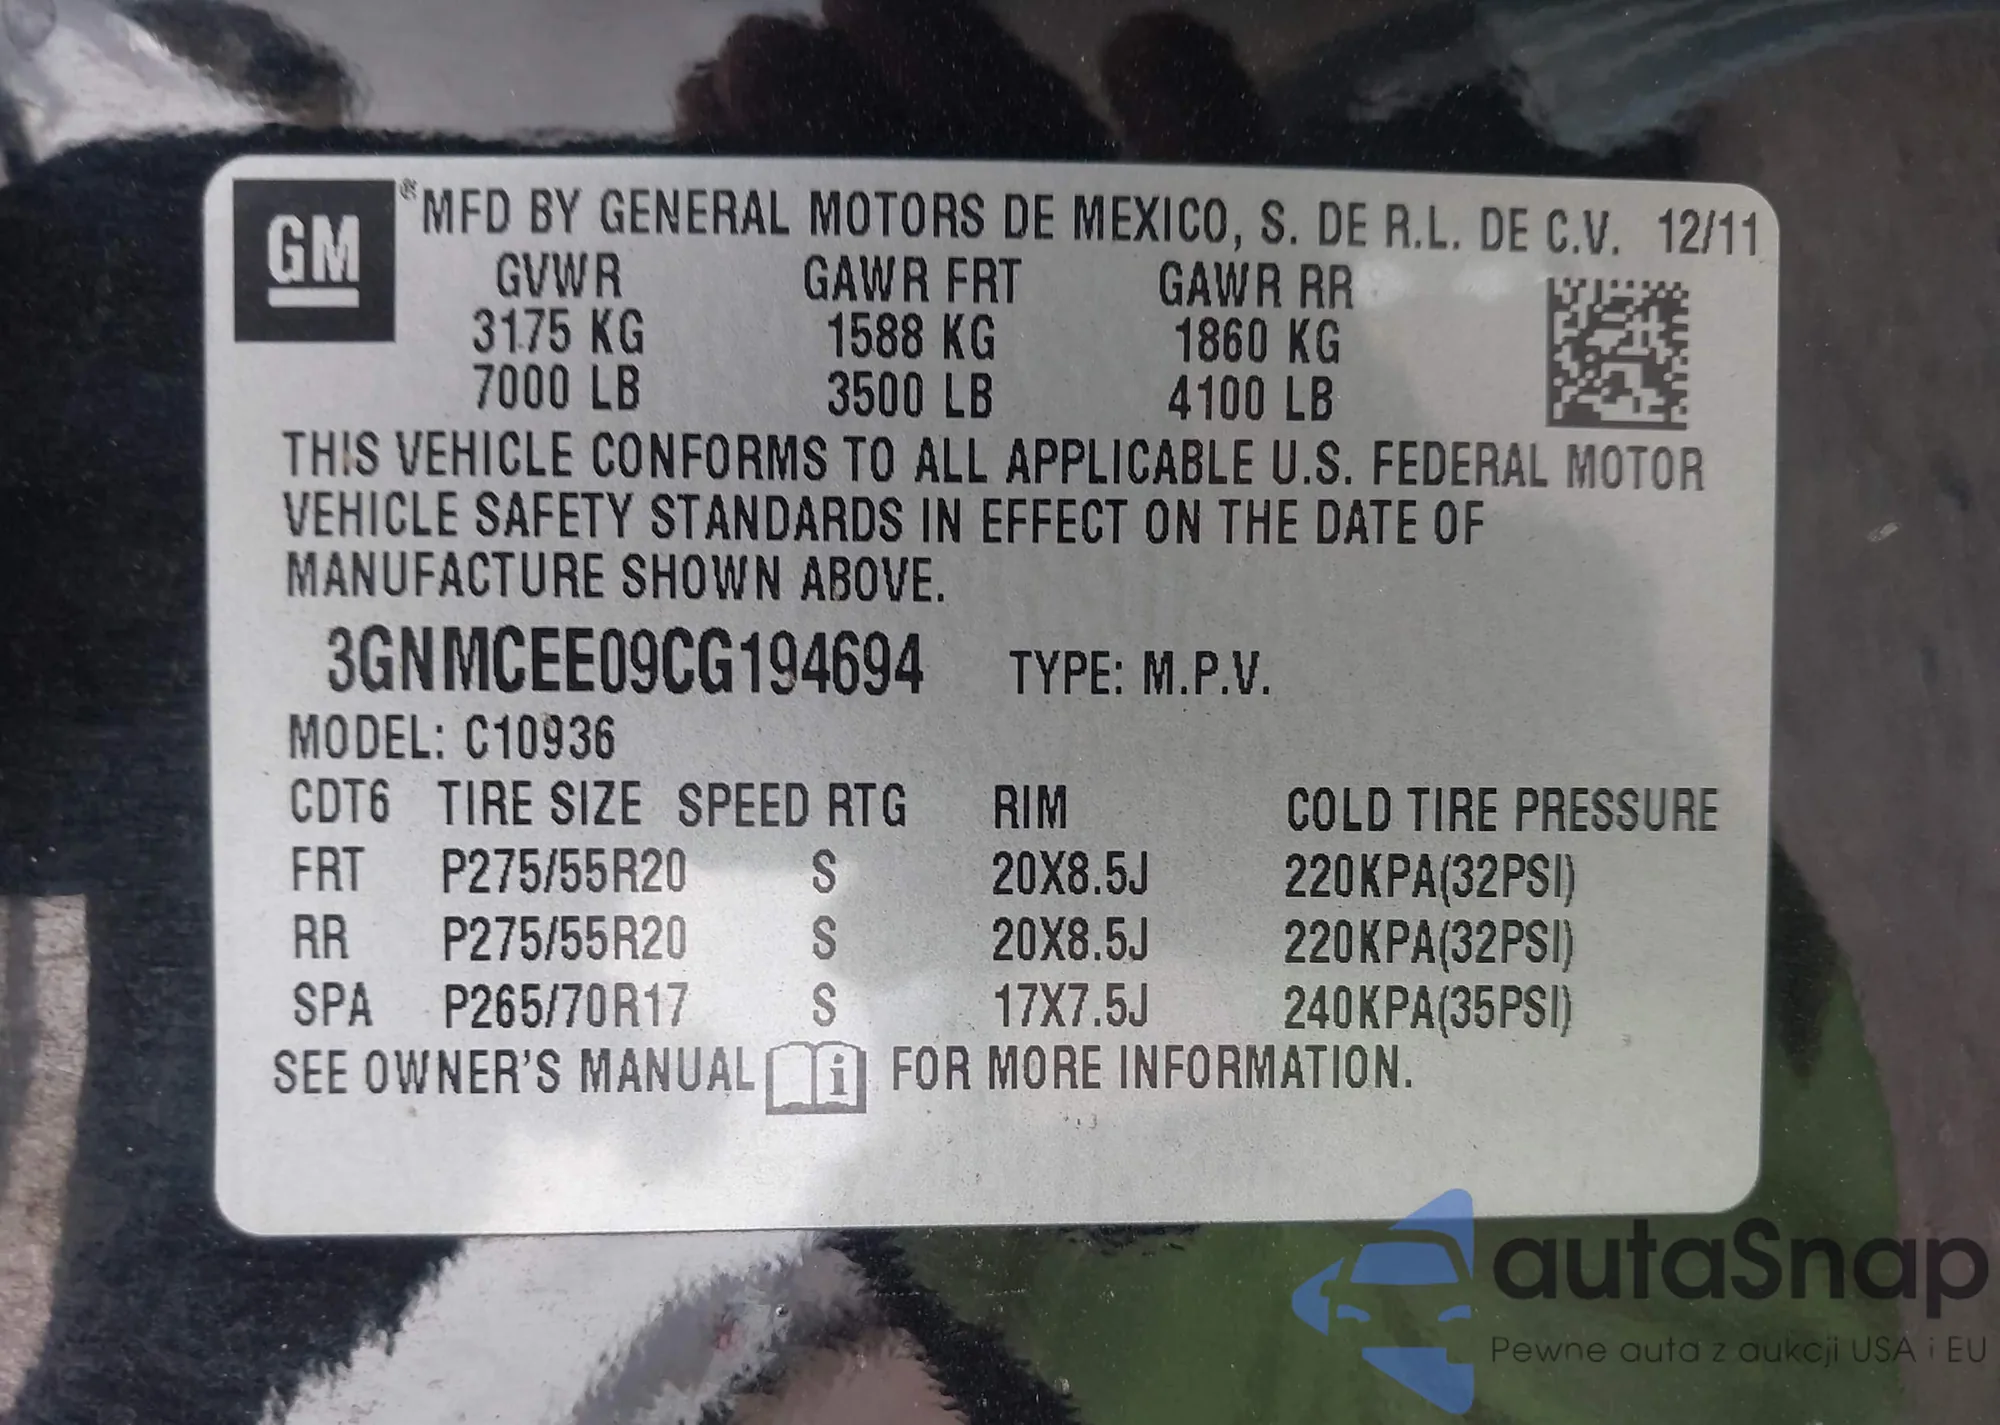 GM ® MFD BY GENERAL MOTORS DE MEXICO, S. DE R.L. DE C.V. 12/11
GVWR GAWR FRT GAWR RR
3175 KG 1588 KG 1860 KG
7000 LB 3500 LB 4100 LB
THIS VEHICLE CONFORMS TO ALL APPLICABLE U.S. FEDERAL MOTOR
VEHICLE SAFETY STANDARDS IN EFFECT ON THE DATE OF
MANUFACTURE SHOWN ABOVE.
3GNMCEE09CG194694 TYPE: M.P.V.
MODEL: C10936
CDT6 TIRE SIZE SPEED RTG RIM COLD TIRE PRESSURE
FRT P275/55R20 S 20X8.5J 220KPA(32PSI)
RR P275/55R20 S 20X8.5J 220KPA(32PSI)
SPA P265/70R17 S 17X7.5J 240KPA(35PSI)
SEE OWNER'S MANUAL i FOR MORE INFORMATION.
autaSnap
Pewne auta z aukcji USA i EU